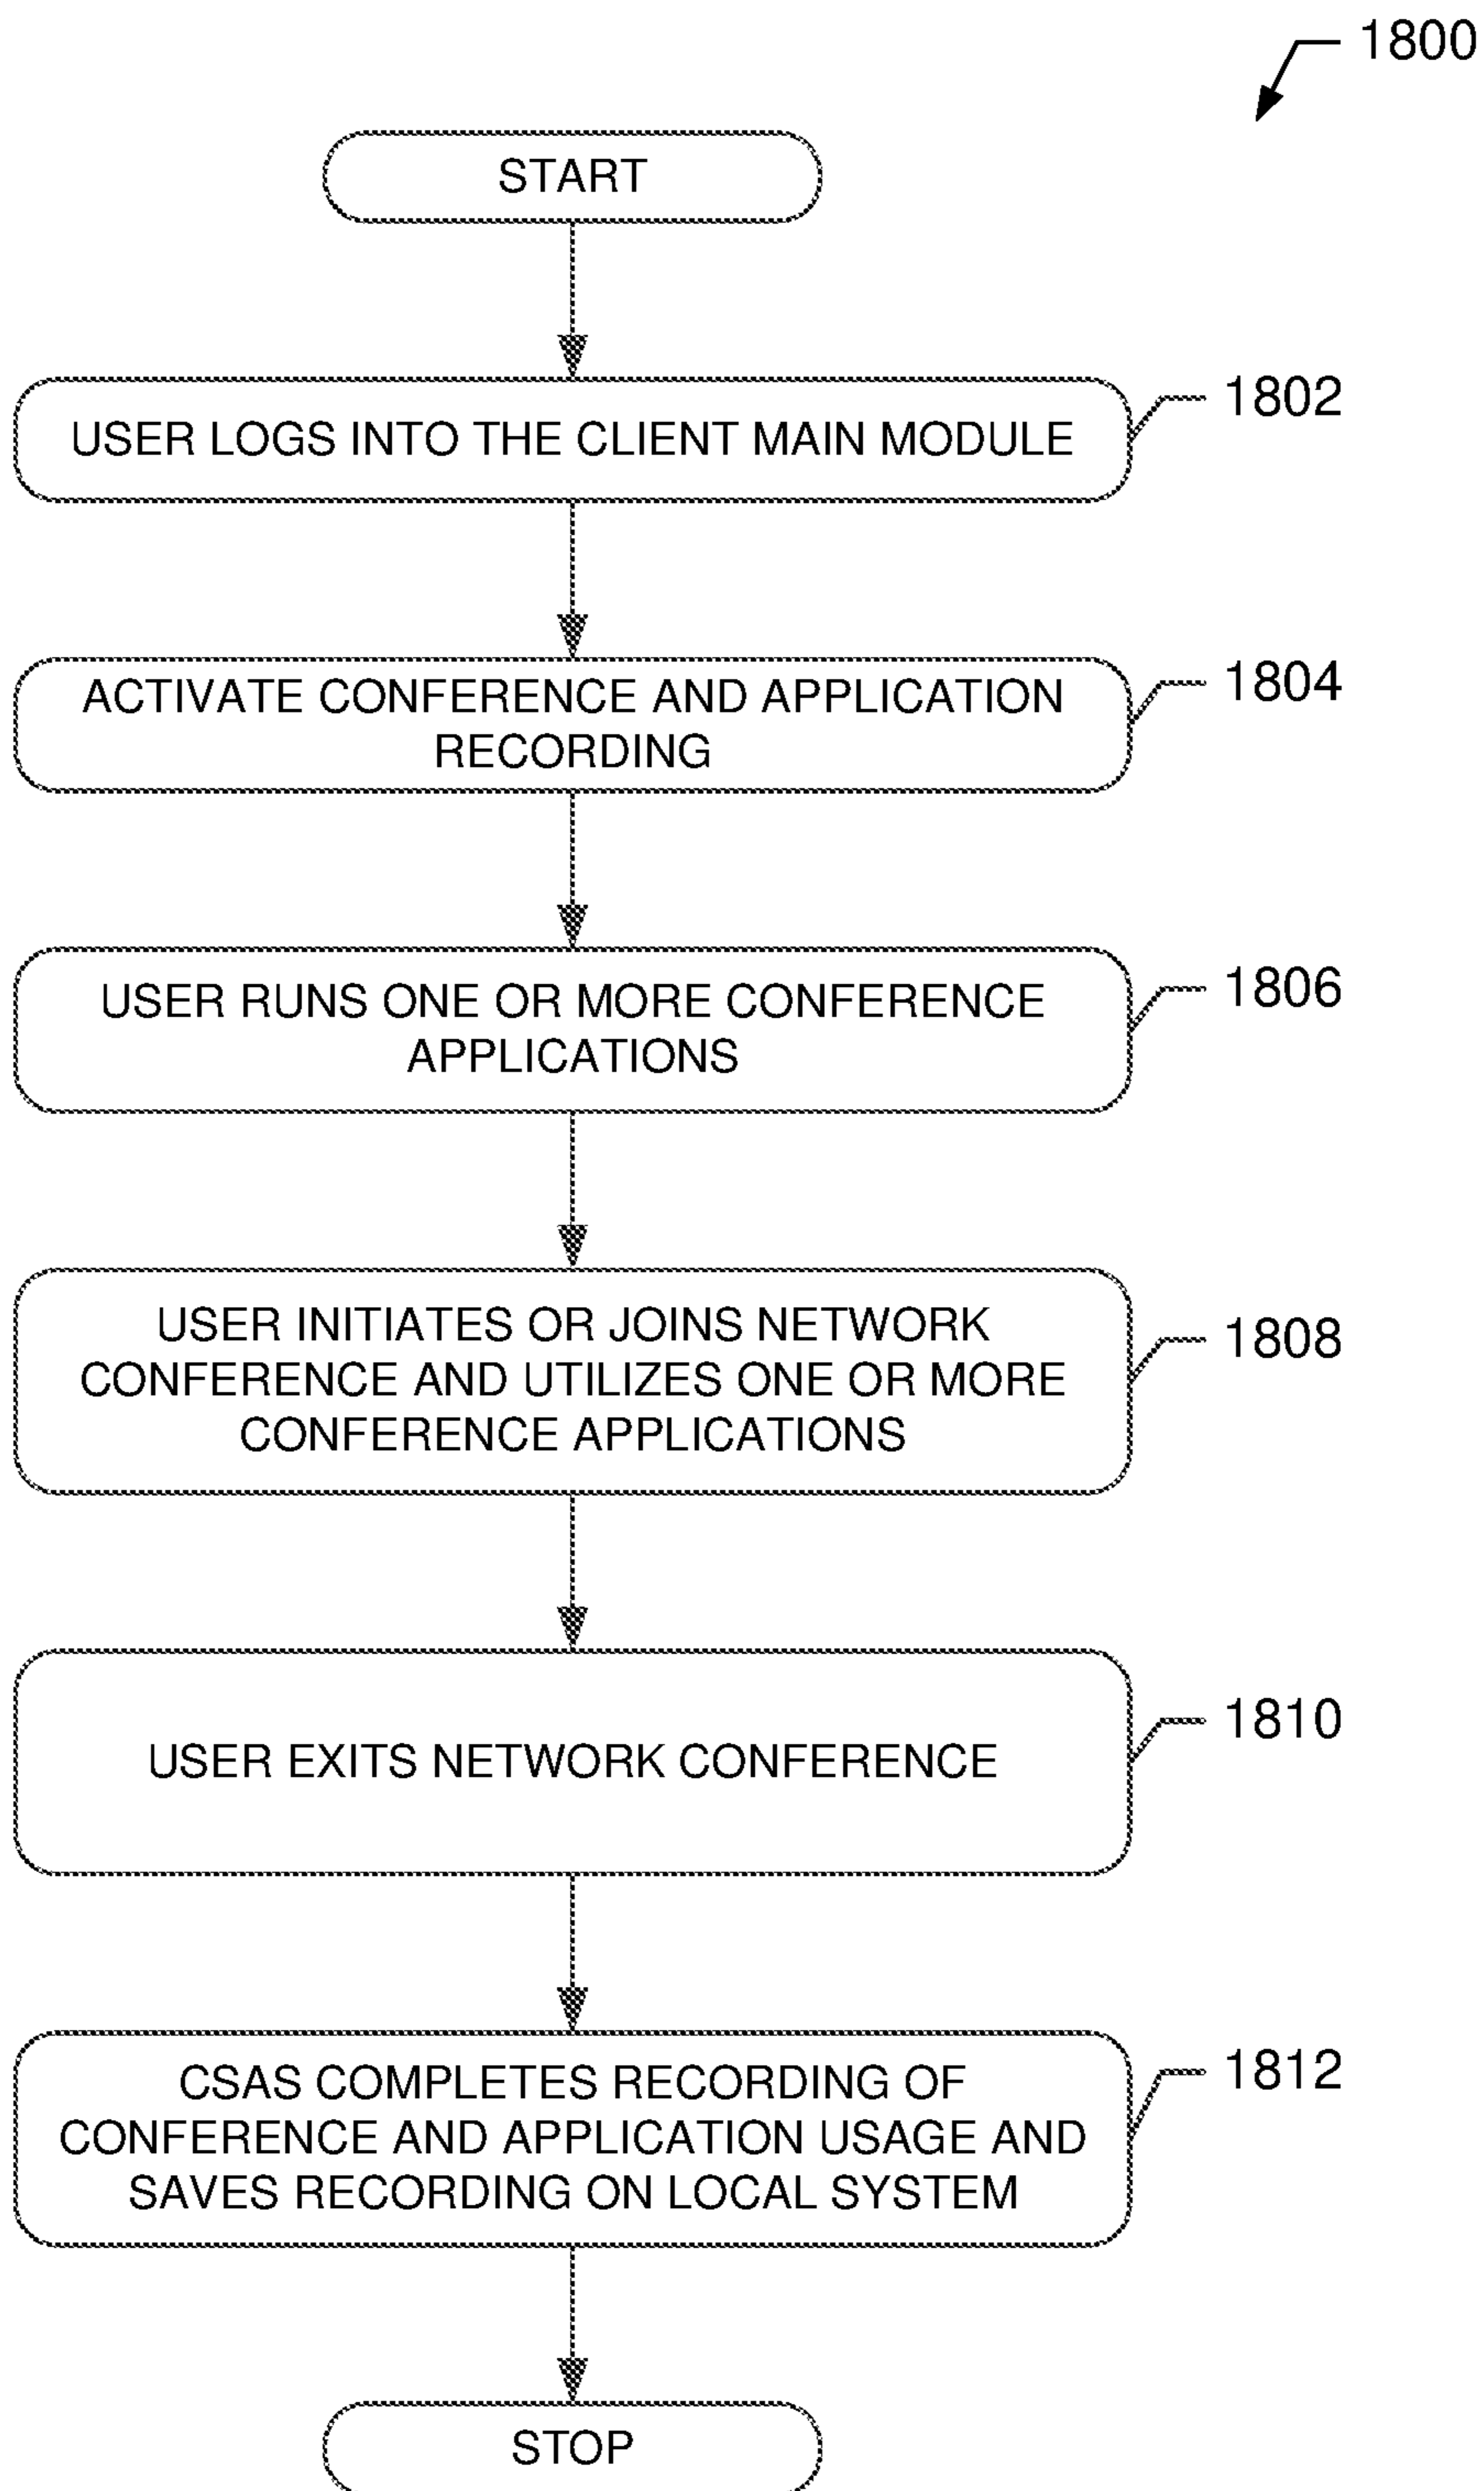 1800
START
USER LOGS INTO THE CLIENT MAIN MODULE
1802
ACTIVATE CONFERENCE AND APPLICATION
RECORDING
1804
USER RUNS ONE OR MORE CONFERENCE
APPLICATIONS
1806
USER INITIATES OR JOINS NETWORK
CONFERENCE AND UTILIZES ONE OR MORE
CONFERENCE APPLICATIONS
1808
USER EXITS NETWORK CONFERENCE
1810
CSAS COMPLETES RECORDING OF
CONFERENCE AND APPLICATION USAGE AND
SAVES RECORDING ON LOCAL SYSTEM
1812
STOP